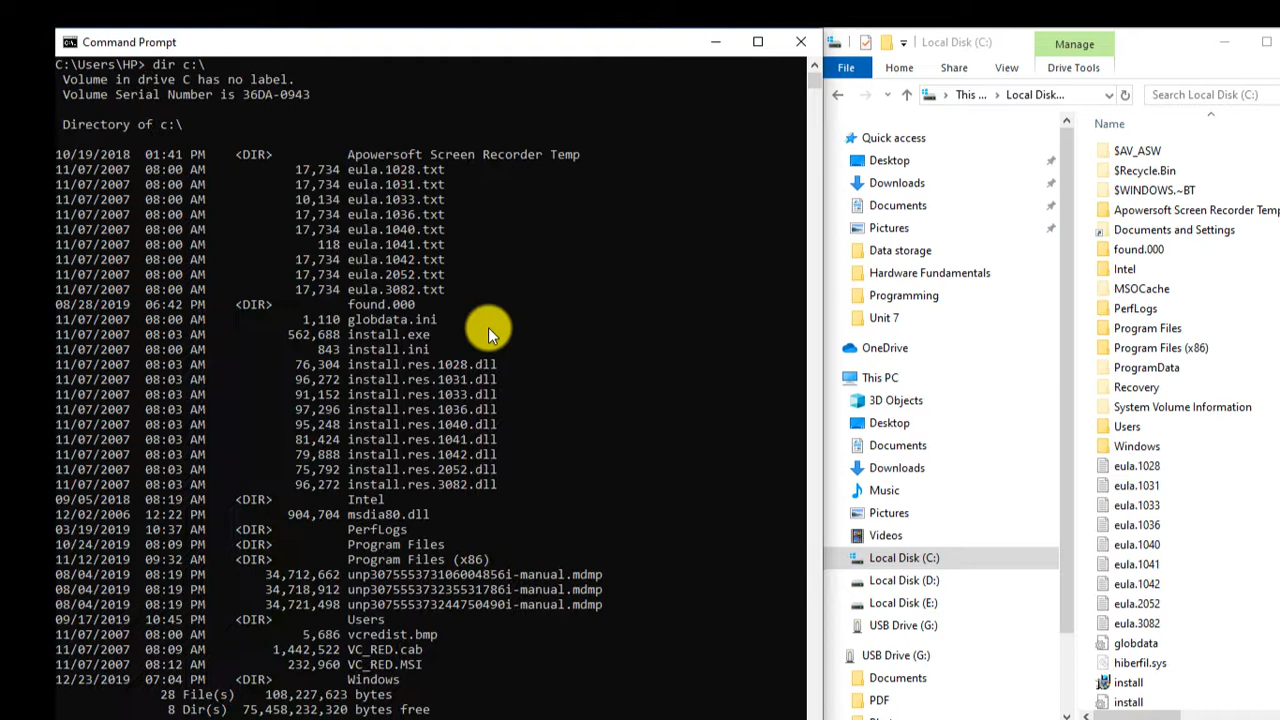 Command Prompt
C:\Users\HP> dir c:\
Volume in drive C has no label.
Volume Serial Number is 36DA-0943
Directory of c:\
10/19/2018 01:41 PM <DIR> Apowersoft Screen Recorder Temp
11/07/2007 08:00 AM 17,734 eula.1028.txt
11/07/2007 08:00 AM 17,734 eula.1031.txt
11/07/2007 08:00 AM 10,134 eula.1033.txt
11/07/2007 08:00 AM 17,734 eula.1036.txt
11/07/2007 08:00 AM 17,734 eula.1040.txt
11/07/2007 08:00 AM 118 eula.1041.txt
11/07/2007 08:00 AM 17,734 eula.1042.txt
11/07/2007 08:00 AM 17,734 eula.2052.txt
11/07/2007 08:00 AM 17,734 eula.3082.txt
08/28/2019 06:42 PM <DIR> found.000
11/07/2007 08:00 AM 1,110 globdata.ini
11/07/2007 08:03 AM 562,688 install.exe
11/07/2007 08:00 AM 843 install.ini
11/07/2007 08:03 AM 76,304 install.res.1028.dll
11/07/2007 08:03 AM 96,272 install.res.1031.dll
11/07/2007 08:03 AM 91,152 install.res.1033.dll
11/07/2007 08:03 AM 97,296 install.res.1036.dll
11/07/2007 08:03 AM 95,248 install.res.1040.dll
11/07/2007 08:03 AM 81,424 install.res.1041.dll
11/07/2007 08:03 AM 79,888 install.res.1042.dll
11/07/2007 08:03 AM 75,792 install.res.2052.dll
11/07/2007 08:03 AM 96,272 install.res.3082.dll
09/05/2018 08:19 AM <DIR> Intel
12/02/2006 12:22 PM 904,704 msdia80.dll
03/19/2019 10:37 AM <DIR> PerfLogs
10/24/2019 04:09 PM <DIR> Program Files
11/12/2019 10:32 AM <DIR> Program Files (x86)
08/04/2019 08:19 PM 34,712,662 unp307555373106004856i-manual.mdmp
08/04/2019 08:19 PM 34,718,962 unp307555373235531786i-manual.mdmp
08/04/2019 08:19 PM 34,721,498 unp307555373244750490i-manual.mdmp
09/17/2019 <DIR> Users
11/07/2007 08:00 AM 5,686 vcredist.bmp
11/07/2007 08:09 AM 1,442,522 VC_RED.cab
11/07/2007 08:12 AM 232,960 VC_RED.MSI
12/23/2019 07:04 PM <DIR> Windows
28 File(s) 108,227,623 bytes
8 Dir(s) 75,458,232,320 bytes free
Local Disk (C:)
Manage
File Home Share View Drive Tools
This ... Local Disk... Search Local Disk (C:)
Quick access
Desktop
Downloads
Documents
Pictures
Data storage
Hardware Fundamentals
Programming
Unit 7
OneDrive
This PC
3D Objects
Desktop
Documents
Downloads
Music
Pictures
Videos
Local Disk (C:)
Local Disk (D:)
Local Disk (E:)
USB Drive (G:)
USB Drive (G:)
Documents
PDF
Name
$AV_ASW
$Recycle.Bin
$WINDOWS.~BT
Apowersoft Screen Recorder Temp
Documents and Settings
found.000
Intel
MSOCache
PerfLogs
Program Files
Program Files (x86)
ProgramData
Recovery
System Volume Information
Users
Windows
eula.1028
eula.1031
eula.1033
eula.1036
eula.1040
eula.1041
eula.1042
eula.2052
eula.3082
globdata
hiberfil.sys
install
install